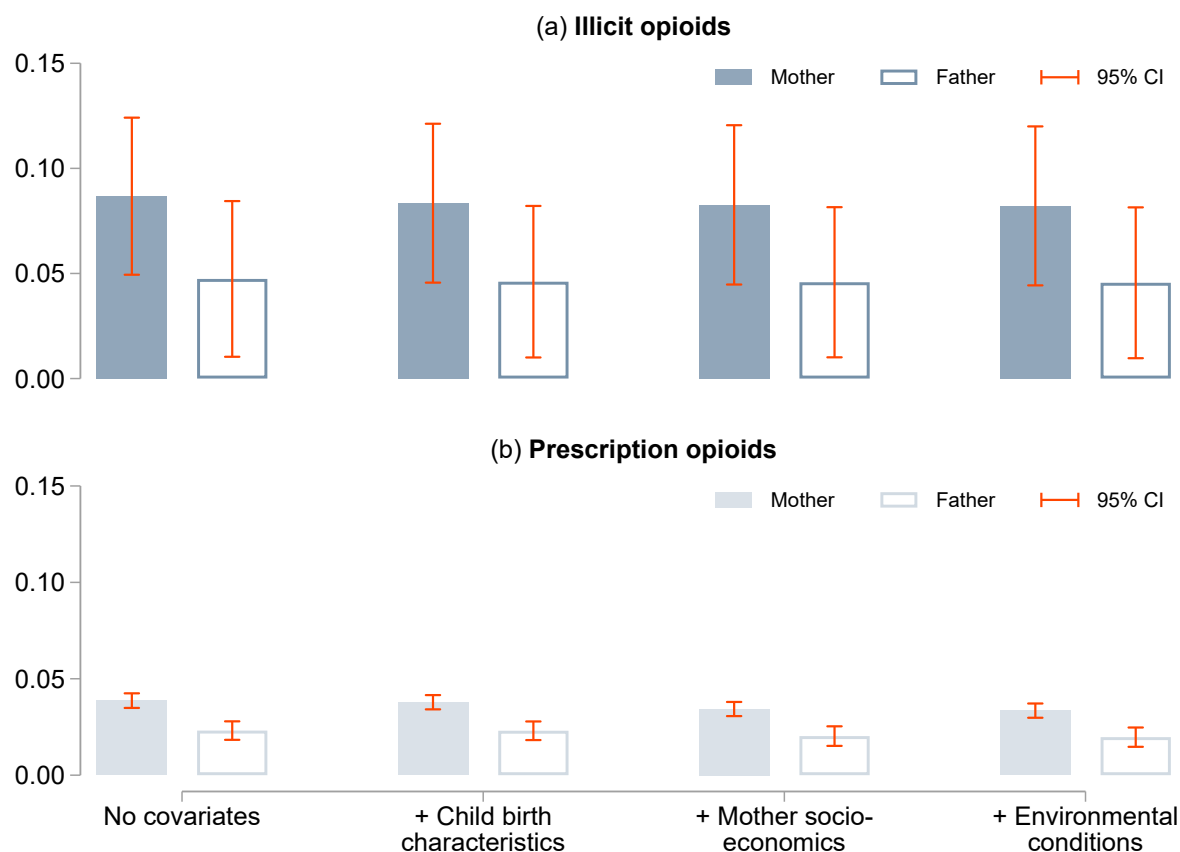 (a) Illicit opioids
0.15
Mother
Father
95% CI
0.10
0.05
0.00
(b) Prescription opioids
0.15
Mother
Father
95% CI
0.10
0.05
0.00
No covariates
+ Child birth
characteristics
+ Mother socio-
economics
+ Environmental
conditions